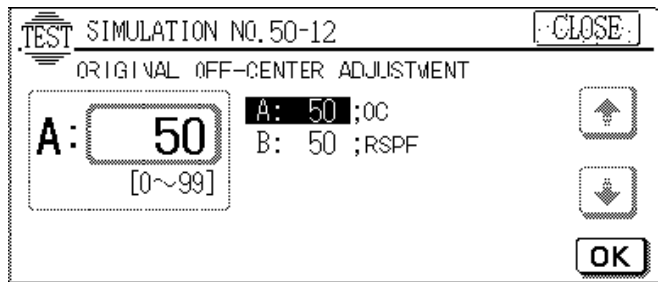 TEST SIMULATION NO.50-12 CLOSE
ORIGINAL OFF-CENTER ADJUSTMENT
A: 50
[0~99]
A: 50 ;OC
B: 50 ;RSPF
OK